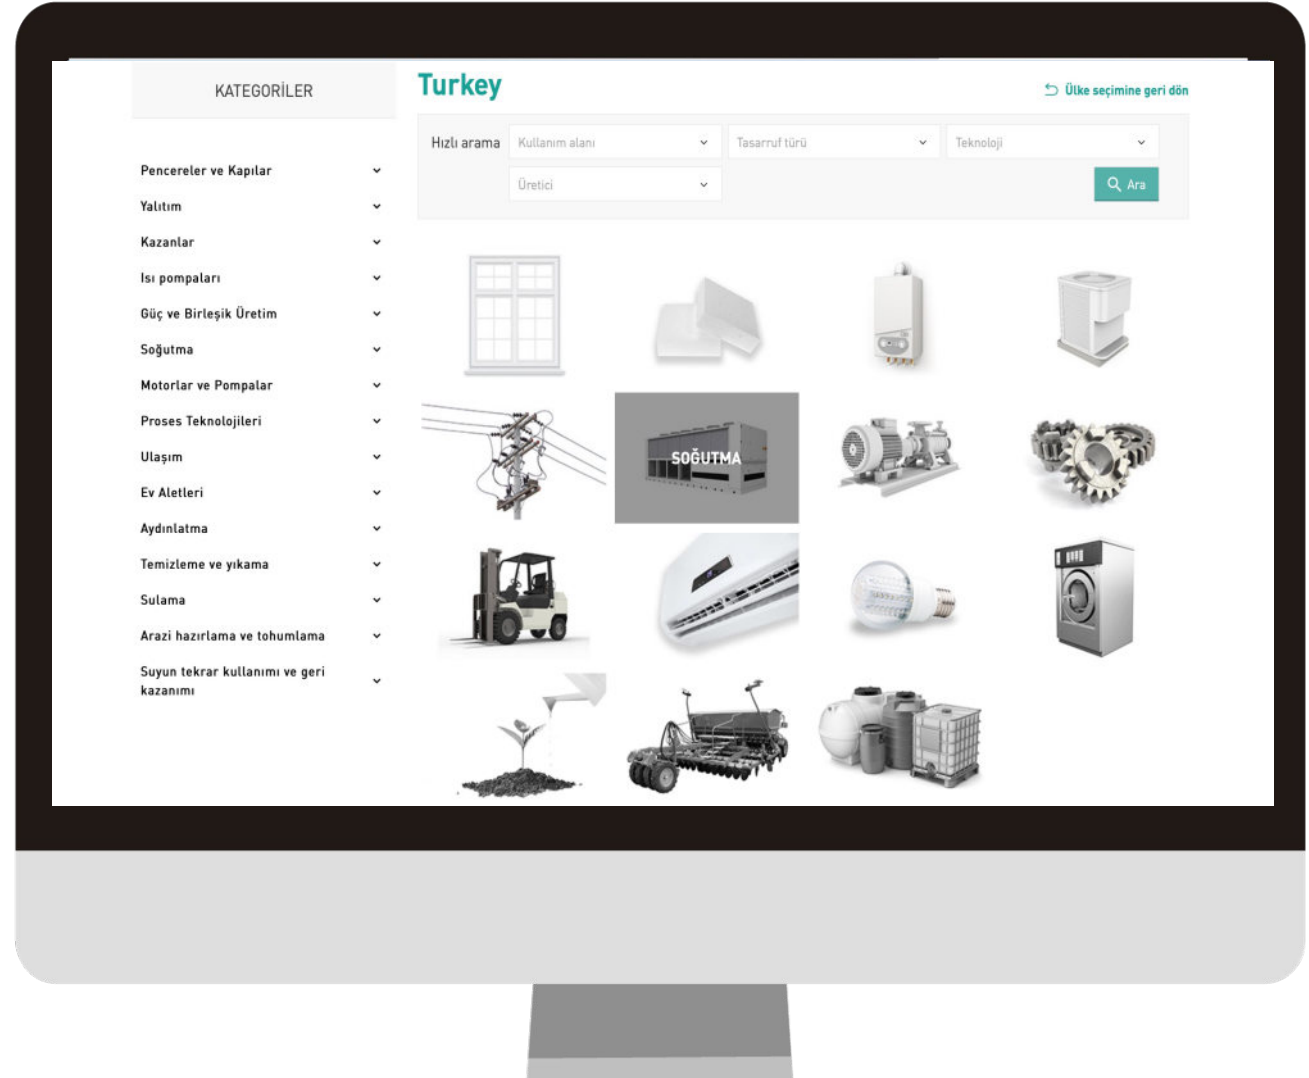 KATEGORİLER
Turkey
Ülke seçimine geri dön
Hızlı arama
Kullanım alanı
Tasarruf türü
Teknoloji
Üretici
Ara
Pencereler ve Kapılar
Yalıtım
Kazanlar
Isı pompaları
Güç ve Birleşik Üretim
Soğutma
Motorlar ve Pompalar
Proses Teknolojileri
Ulaşım
Ev Aletleri
Aydınlatma
Temizleme ve yıkama
Sulama
Arazi hazırlama ve tohumlama
Suyun tekrar kullanımı ve geri
kazanımı
SOĞUTMA